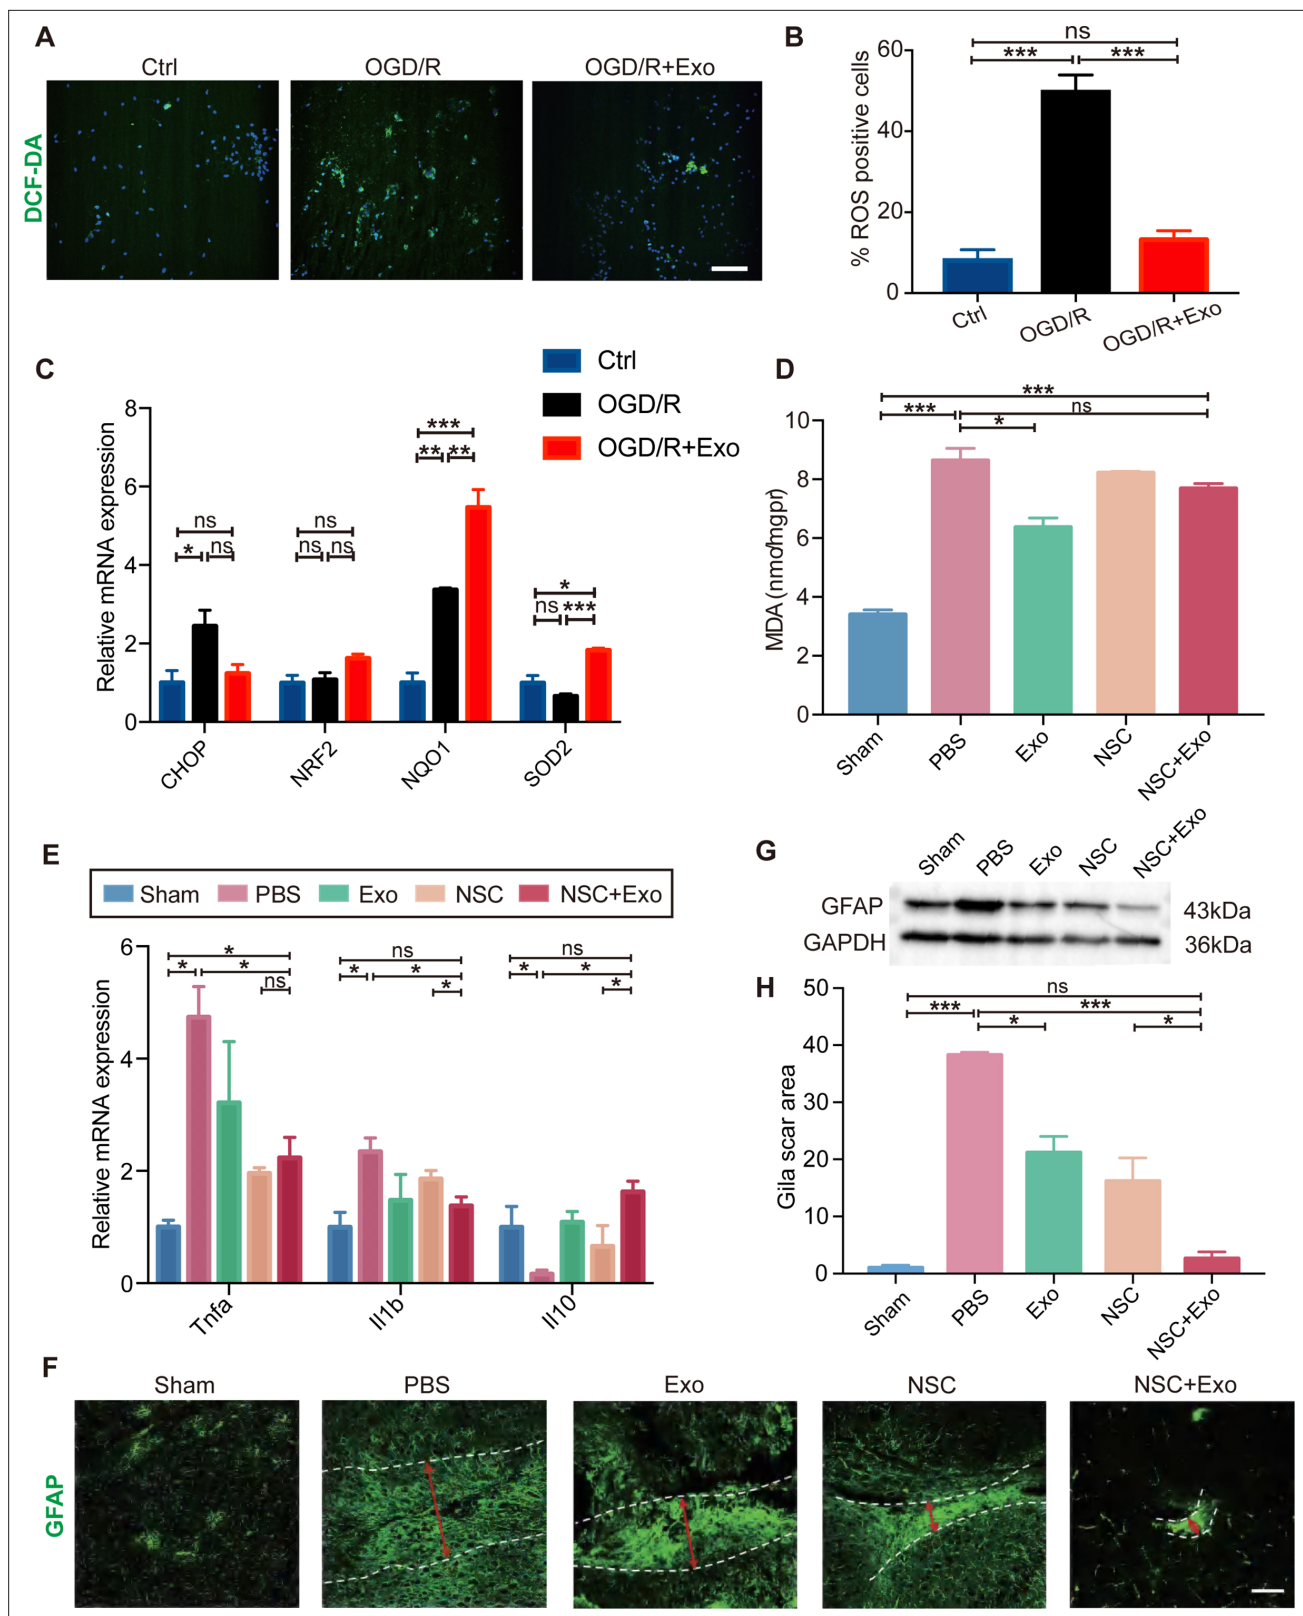 A
Ctrl
OGD/R
OGD/R+Exo
DCF-DA
B
% ROS positive cells
60
40
20
0
ns
***
***
Ctrl
OGD/R
OGD/R+Exo
C
Ctrl
OGD/R
OGD/R+Exo
Relative mRNA expression
8
6
4
2
0
ns
*
ns
ns
ns
ns
***
**
**
*
ns
***
CHOP
NRF2
NQO1
SOD2
D
MDA (nmol/mgpr)
10
8
6
4
2
0
***
***
ns
*
Sham
PBS
Exo
NSC
NSC+Exo
E
Sham
PBS
Exo
NSC
NSC+Exo
Relative mRNA expression
6
4
2
0
*
*
*
ns
ns
*
*
*
ns
*
*
*
Tnfa
Il1b
Il10
G
Sham
PBS
Exo
NSC
NSC+Exo
GFAP
43kDa
GAPDH
36kDa
H
Gila scar area
50
40
30
20
10
0
ns
***
***
*
*
Sham
PBS
Exo
NSC
NSC+Exo
F
Sham
PBS
Exo
NSC
NSC+Exo
GFAP